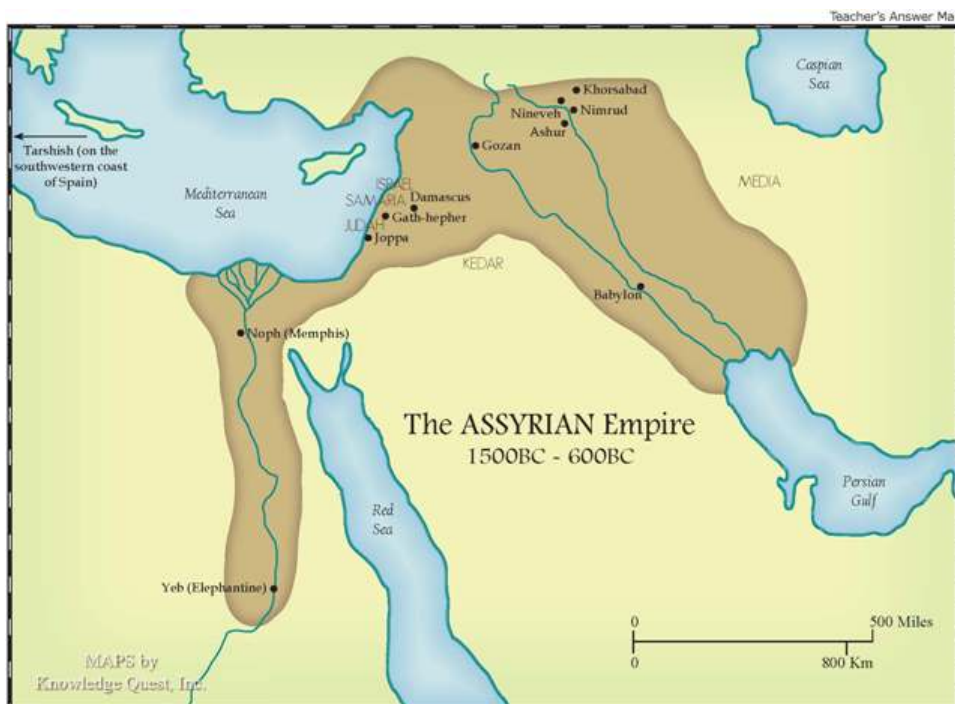 Teacher's Answer Ma
Caspian
Sea
Khorsabad
Nineveh
Nimrud
Ashur
Tarshish (on the
southwestern coast
of Spain)
Gozan
MEDIA
ISRAEL
Mediterranean
Sea
SAMARIA
Damascus
Gath-hepher
JUDAH
Joppa
KEDAR
Babylon
Noph (Memphis)
The ASSYRIAN Empire
1500BC - 600BC
Persian
Gulf
Red
Sea
Yeb (Elephantine)
0 500 Miles
0 800 Km
MAPS by
Knowledge Quest, Inc.